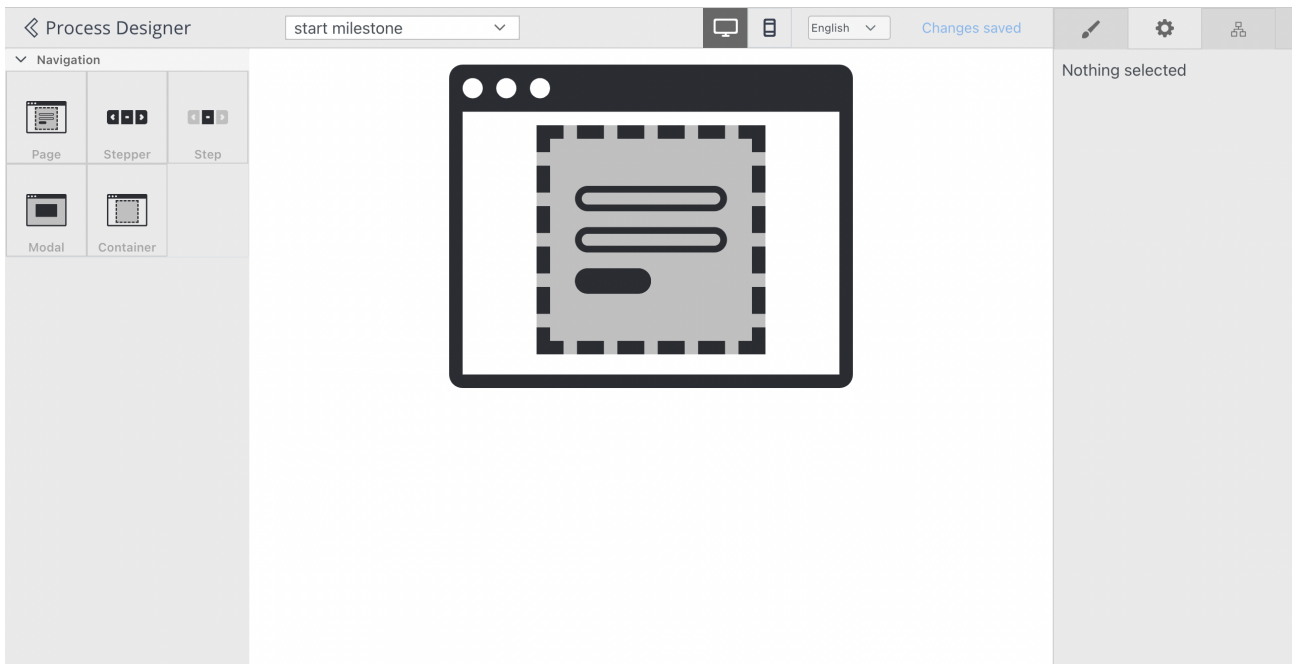 Process Designer
start milestone
English
Changes saved
Navigation
Nothing selected
Page
Stepper
Step
Modal
Container